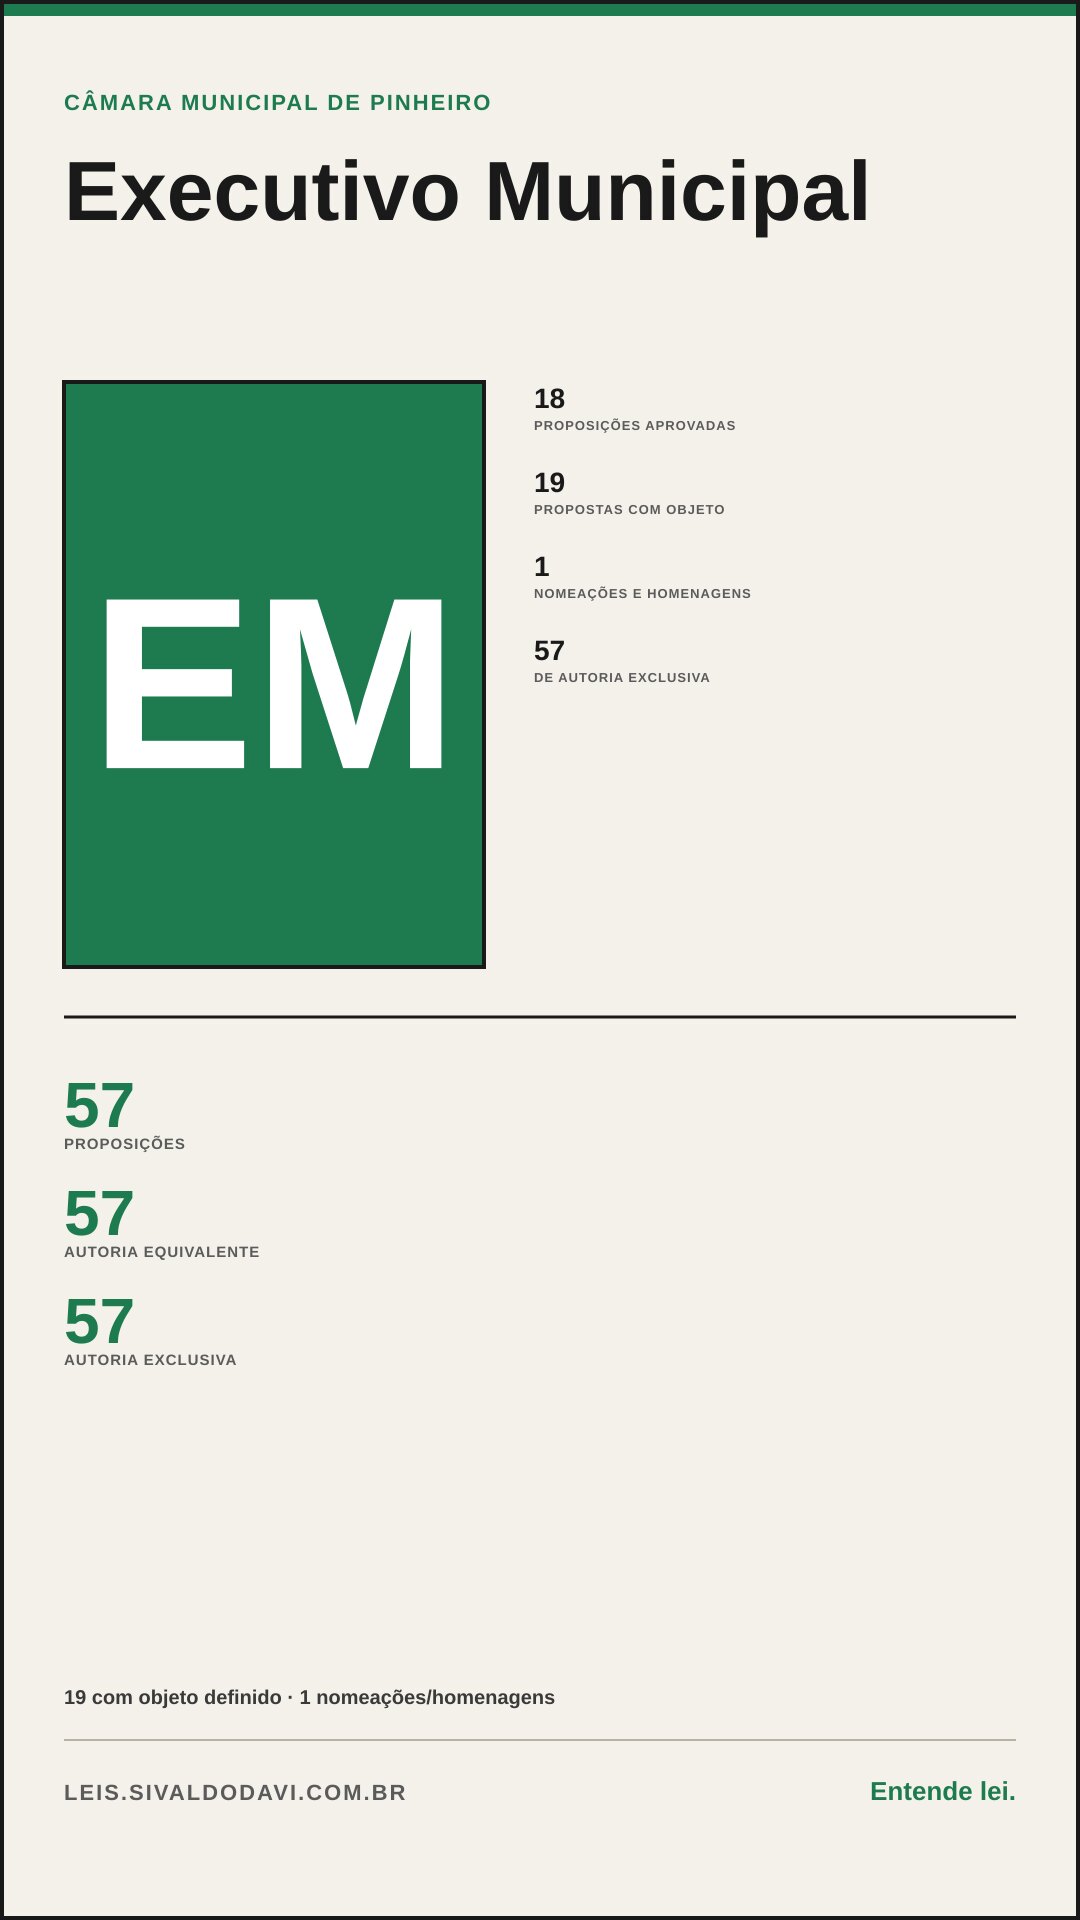 CÂMARA MUNICIPAL DE PINHEIRO
Executivo Municipal
EM
18
PROPOSIÇÕES APROVADAS
19
PROPOSTAS COM OBJETO
1
NOMEAÇÕES E HOMENAGENS
57
DE AUTORIA EXCLUSIVA
57
PROPOSIÇÕES
57
AUTORIA EQUIVALENTE
57
AUTORIA EXCLUSIVA
19 com objeto definido · 1 nomeações/homenagens
LEIS.SIVALDODAVI.COM.BR
Entende lei.